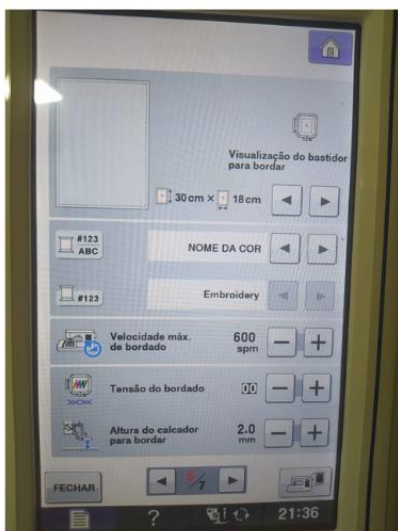 Visualização do bastidor
para bordar
30 cm × 18 cm
#123
ABC
NOME DA COR
#123
Embroidery
Velocidade máx.
de bordado
600
spm
− +
Tensão do bordado
00
− +
Altura do calcador
para bordar
2.0
mm
− +
FECHAR
5/7
?
21:36